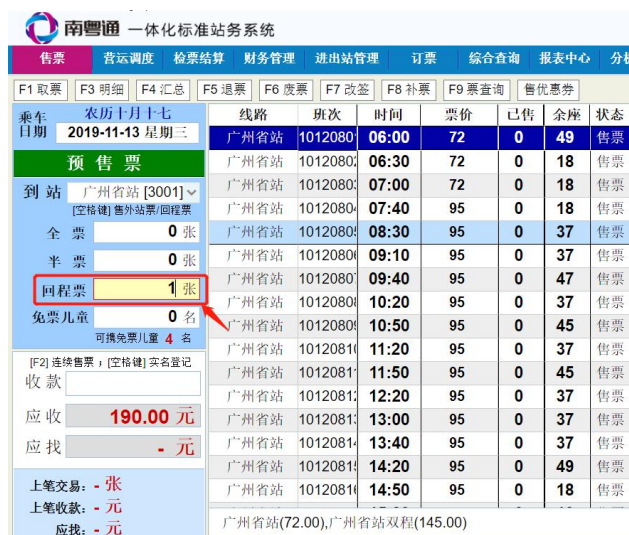 南粤通 一体化标准站务系统
售票 营运调度 检票结算 财务管理 进出站管理 订票 综合查询 报表中心
F1 取票 F3 明细 F4 汇总 F5 退票 F6 废票 F7 改签 F8 补票 F9 票查询 售优惠券
乘车日期 农历十月十七
2019-11-13 星期三
预 售 票
到 站 广州省站 [3001]
[空格键] 售外站票/回程票
全 票 0 张
半 票 0 张
回程票 1 张
免票儿童 0 名
可携免票儿童 4 名
[F2] 连续售票；[空格键] 实名登记
收 款
应 收 190.00 元
应 找 - 元
上笔交易: - 张
上笔收款: - 元
应找: - 元
线路 班次 时间 票价 已售 余座 状态
广州省站 1012080 06:00 72 0 49 售票
广州省站 1012080 06:30 72 0 18 售票
广州省站 1012080 07:00 72 0 18 售票
广州省站 1012080 07:40 95 0 18 售票
广州省站 1012080 08:30 95 0 37 售票
广州省站 1012080 09:10 95 0 37 售票
广州省站 1012080 09:40 95 0 47 售票
广州省站 1012080 10:20 95 0 37 售票
广州省站 1012080 10:50 95 0 45 售票
广州省站 1012081 11:20 95 0 37 售票
广州省站 1012081 11:50 95 0 45 售票
广州省站 1012081 12:20 95 0 37 售票
广州省站 1012081 13:00 95 0 37 售票
广州省站 1012081 13:40 95 0 37 售票
广州省站 1012081 14:20 95 0 49 售票
广州省站 1012081 14:50 95 0 18 售票
广州省站(72.00),广州省站双程(145.00)